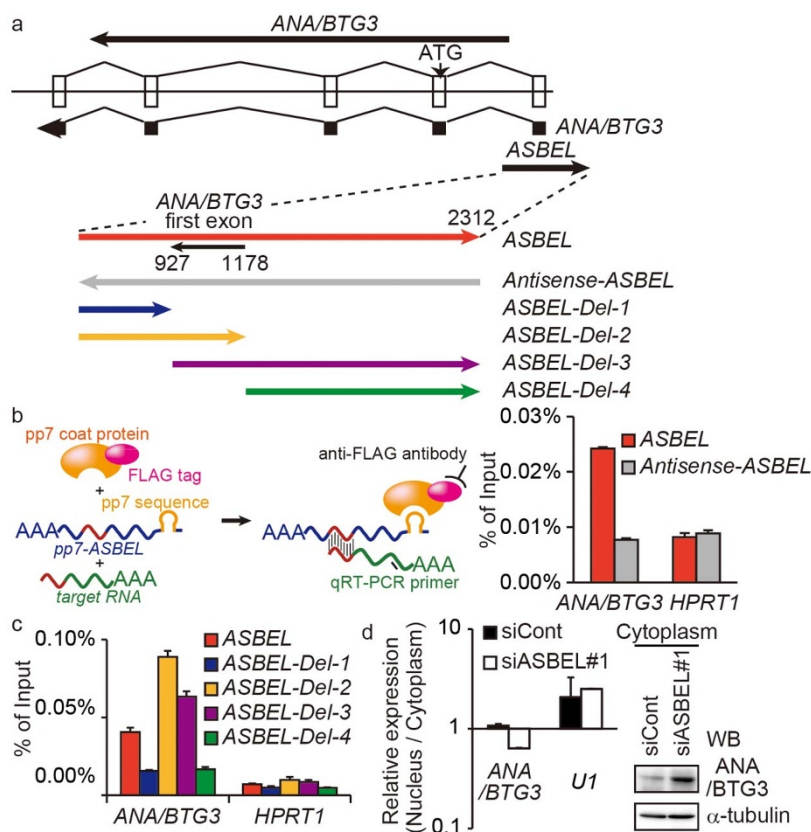 a
ANA/BTG3
ATG
ANA/BTG3
ASBEL
ANA/BTG3
first exon
2312
ASBEL
927
1178
Antisense-ASBEL
ASBEL-Del-1
ASBEL-Del-2
ASBEL-Del-3
ASBEL-Del-4
b
pp7 coat protein
FLAG tag
+
pp7 sequence
AAA
pp7-ASBEL
+
AAA
target RNA
anti-FLAG antibody
AAA
AAA
qRT-PCR primer
% of Input
0.03%
0.02%
0.01%
0.00%
ASBEL
Antisense-ASBEL
ANA/BTG3
HPRT1
c
% of Input
0.10%
0.05%
0.00%
ASBEL
ASBEL-Del-1
ASBEL-Del-2
ASBEL-Del-3
ASBEL-Del-4
ANA/BTG3
HPRT1
d
Relative expression
(Nucleus / Cytoplasm)
10
1
0.1
siCont
siASBEL#1
ANA
/BTG3
U1
Cytoplasm
siCont
siASBEL#1
WB
ANA
/BTG3
α-tubulin